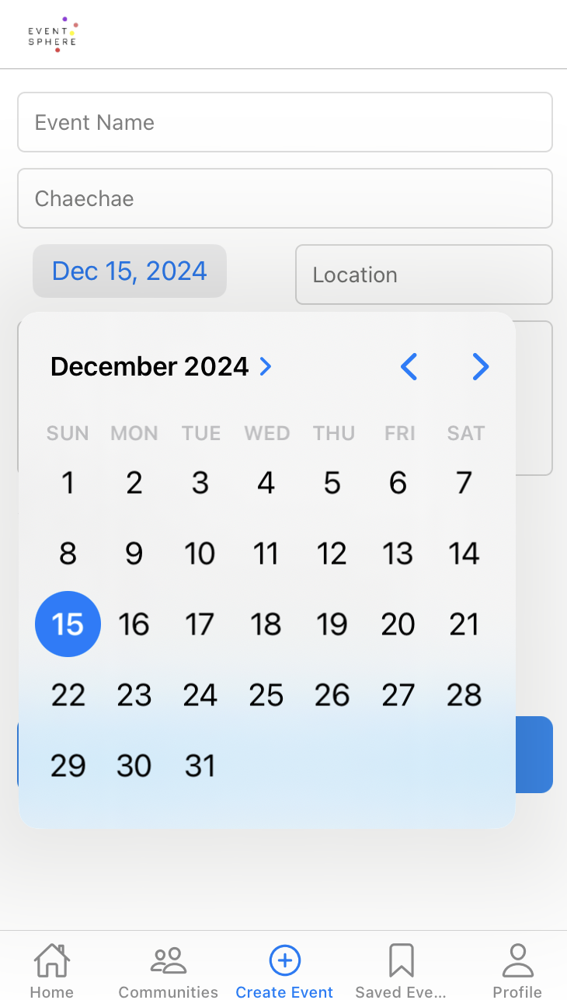 EVENT
SPHERE
Event Name
Chaechae
Dec 15, 2024
Location
December 2024
SUN MON TUE WED THU FRI SAT
1 2 3 4 5 6 7
8 9 10 11 12 13 14
15 16 17 18 19 20 21
22 23 24 25 26 27 28
29 30 31
Home Communities Create Event Saved Eve... Profile